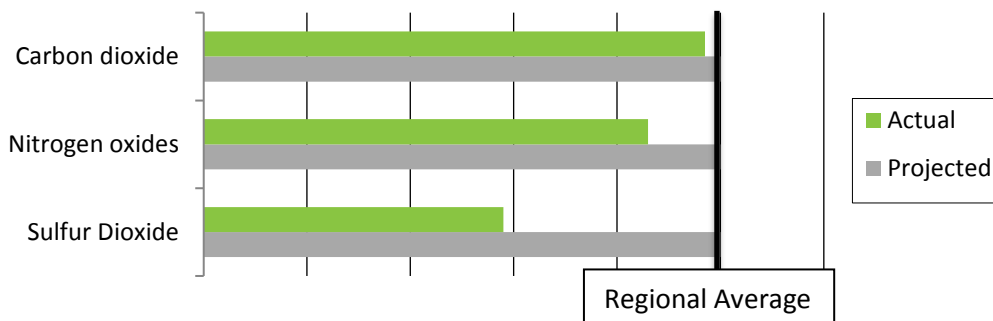 Carbon dioxide
Nitrogen oxides
Sulfur Dioxide
Actual
Projected
Regional Average